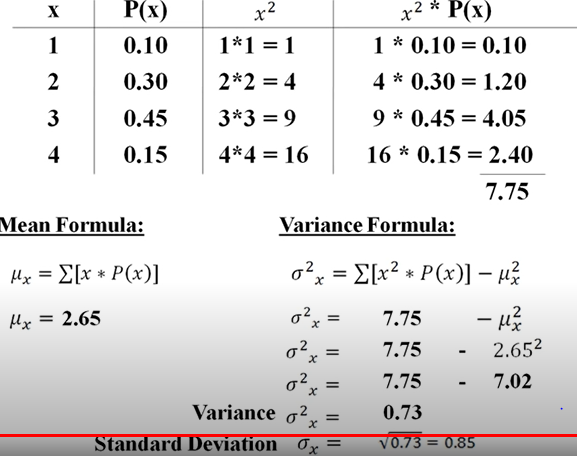 x P(x) x² x² * P(x)
1 0.10 1*1 = 1 1 * 0.10 = 0.10
2 0.30 2*2 = 4 4 * 0.30 = 1.20
3 0.45 3*3 = 9 9 * 0.45 = 4.05
4 0.15 4*4 = 16 16 * 0.15 = 2.40
7.75
Mean Formula: Variance Formula:
μₓ = ∑[x * P(x)] σ²ₓ = ∑[x² * P(x)] − μₓ²
μₓ = 2.65 σ²ₓ = 7.75 − μₓ²
σ²ₓ = 7.75 - 2.65²
σ²ₓ = 7.75 - 7.02
Variance σ²ₓ = 0.73
Standard Deviation σₓ = √0.73 = 0.85